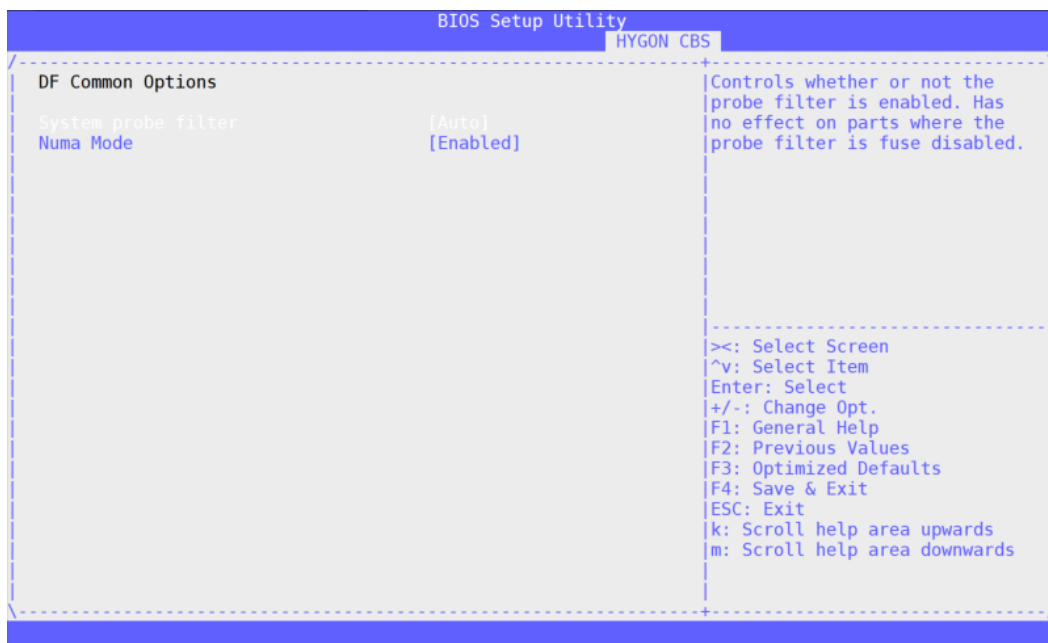 BIOS Setup Utility
HYGON CBS
DF Common Options
System probe filter [Auto]
Numa Mode [Enabled]
Controls whether or not the
probe filter is enabled. Has
no effect on parts where the
probe filter is fuse disabled.
><: Select Screen
^v: Select Item
Enter: Select
+/-: Change Opt.
F1: General Help
F2: Previous Values
F3: Optimized Defaults
F4: Save & Exit
ESC: Exit
k: Scroll help area upwards
m: Scroll help area downwards